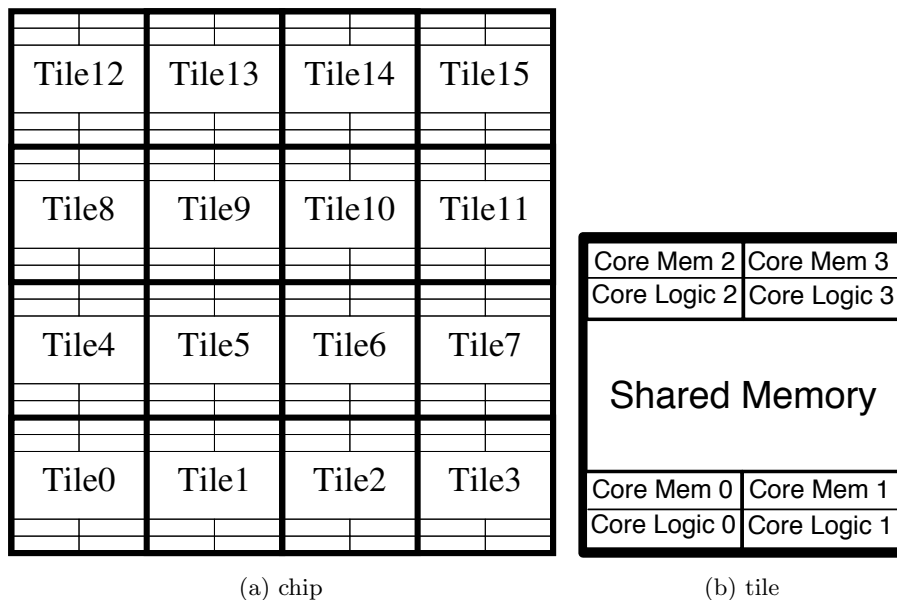 Tile12 Tile13 Tile14 Tile15
Tile8 Tile9 Tile10 Tile11
Tile4 Tile5 Tile6 Tile7
Tile0 Tile1 Tile2 Tile3
(a) chip
Core Mem 2 Core Mem 3
Core Logic 2 Core Logic 3
Shared Memory
Core Mem 0 Core Mem 1
Core Logic 0 Core Logic 1
(b) tile